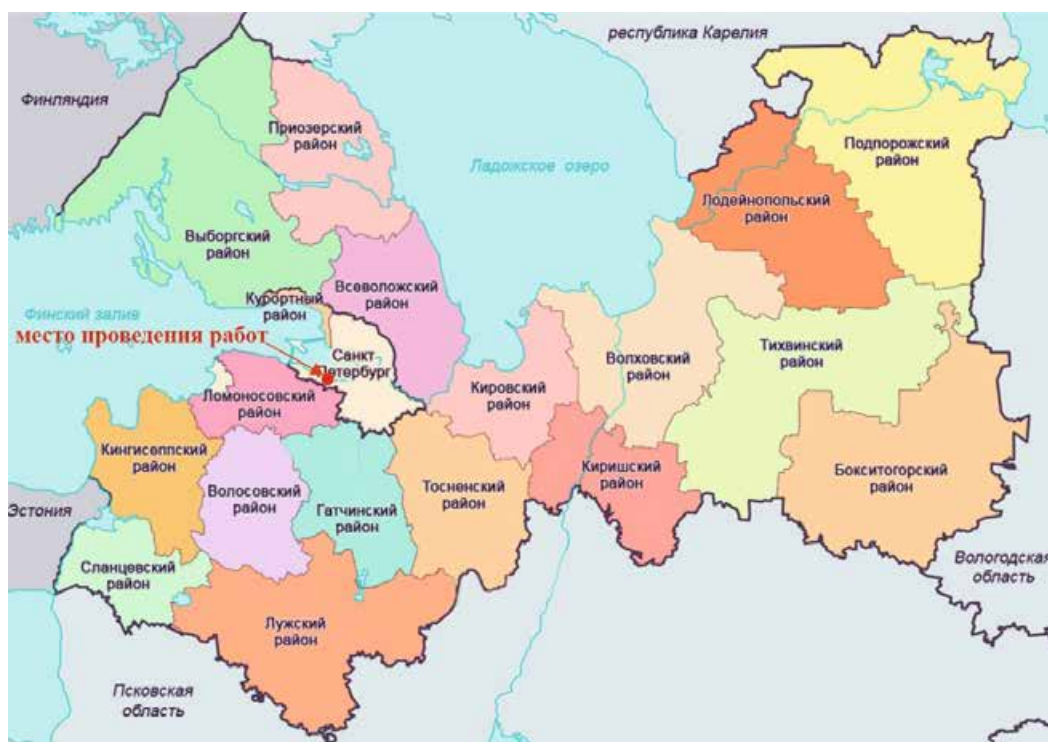 республика Карелия
Финляндия
Приозерский
район
Подпорожский
район
Ладожское озеро
Лодейнопольский
район
Выборгский
район
Всеволожский
район
Курортный
район
Финский залив
место проведения работ
Санкт
Петербург
Волховский
район
Тихвинский
район
Кировский
район
Ломоносовский
район
Кингисеппский
район
Киришский
район
Бокситогорский
район
Волосовский
район
Тосненский
район
Гатчинский
район
Эстония
Сланцевский
район
Вологодская
область
Лужский
район
Псковская
область